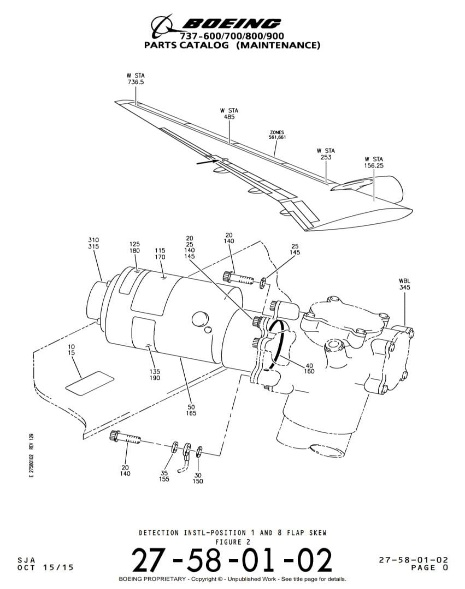 BOEING
737-600/700/800/900
PARTS CATALOG (MAINTENANCE)
W STA
736.5
W STA
485
ZONES
561,661
W STA
253
W STA
156.25
310
315
125
180
115
170
20
25
140
145
20
140
25
145
WBL
345
10
15
135
190
50
165
40
160
20
140
35
155
30
150
DETECTION INSTL-POSITION 1 AND 8 FLAP SKEW
FIGURE 2
SJA
OCT 15/15
27-58-01-02
27-58-01-02
PAGE 0
BOEING PROPRIETARY - Copyright © - Unpublished Work - See title page for details.